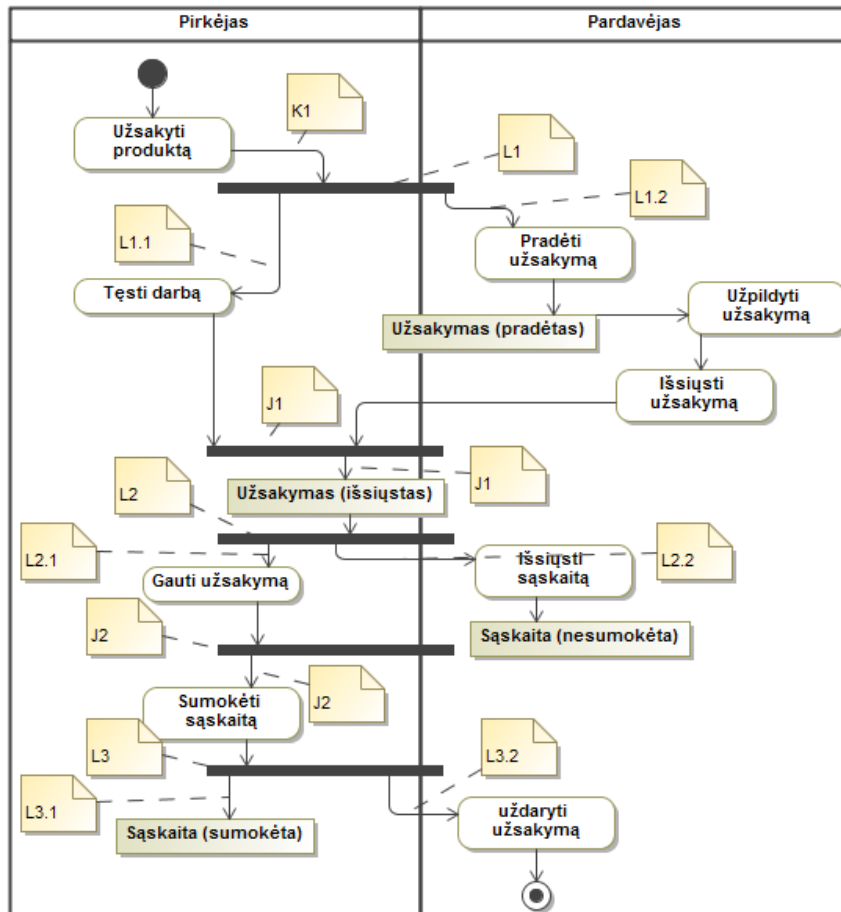 Pirkėjas
Pardavėjas
K1
Užsakyti
produktą
L1
L1.2
L1.1
Pradėti
užsakymą
Tęsti darbą
Užpildyti
užsakymą
Užsakymas (pradėtas)
Išsiųsti
užsakymą
J1
J1
L2
Užsakymas (išsiųstas)
L2.1
Gauti užsakymą
Išsiųsti
sąskaitą
L2.2
J2
Sąskaita (nesumokėta)
Sumokėti
sąskaitą
J2
L3
L3.2
L3.1
Sąskaita (sumokėta)
uždaryti
užsakymą